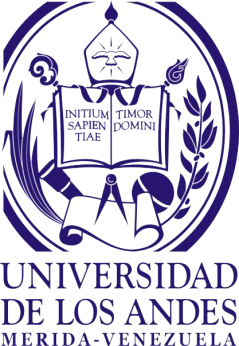 INITIUM TIMOR
SAPIEN DOMINI
TIAE
UNIVERSIDAD
DE LOS ANDES
MERIDA-VENEZUELA